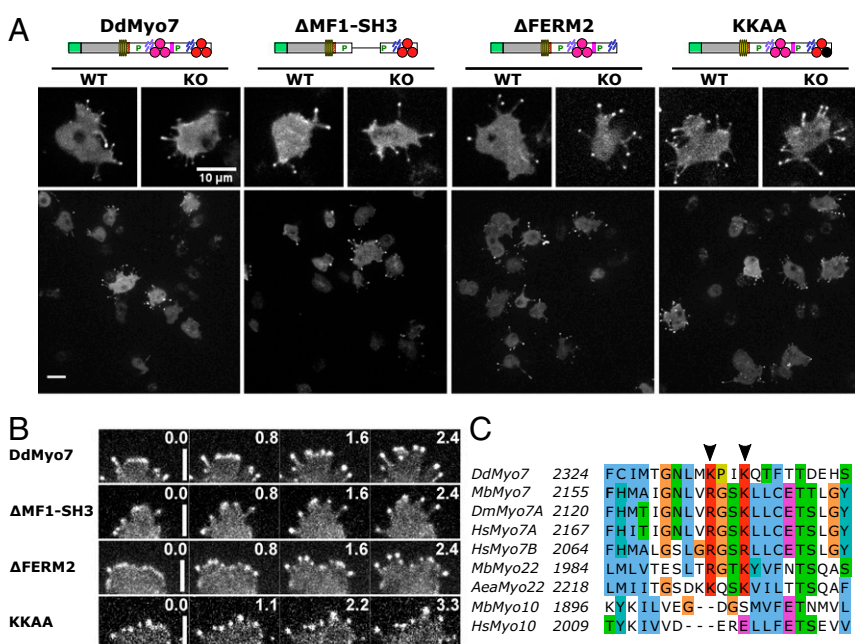 A
DdMyo7 ΔMF1-SH3 ΔFERM2 KKAA
P P P P P P P P
WT KO WT KO WT KO WT KO
10 µm
B
DdMyo7 0.0 0.8 1.6 2.4
ΔMF1-SH3 0.0 0.8 1.6 2.4
ΔFERM2 0.0 0.8 1.6 2.4
KKAA 0.0 1.1 2.2 3.3
C
DdMyo7 2324 FCIMTGNLMKPIKQTFTTDEHS
MbMyo7 2155 FHMAIGNLVRGSKLLCETTLGY
DmMyo7A 2120 FHMTIGNLVRGSKLLCETSLGY
HsMyo7A 2167 FHITIGNLVRGSKLLCETSLGY
HsMyo7B 2064 FHMALGSLGRGSRLLCETSLGY
MbMyo22 1984 LMLVTESLTRGTKYVFNTSQAS
AeaMyo22 2218 LMIITGSDKKQSKVILTTSQAF
MbMyo10 1896 KYKILVEG--DGSMVFETNMVL
HsMyo10 2009 TYKIVVD---ERELLFETSEVV